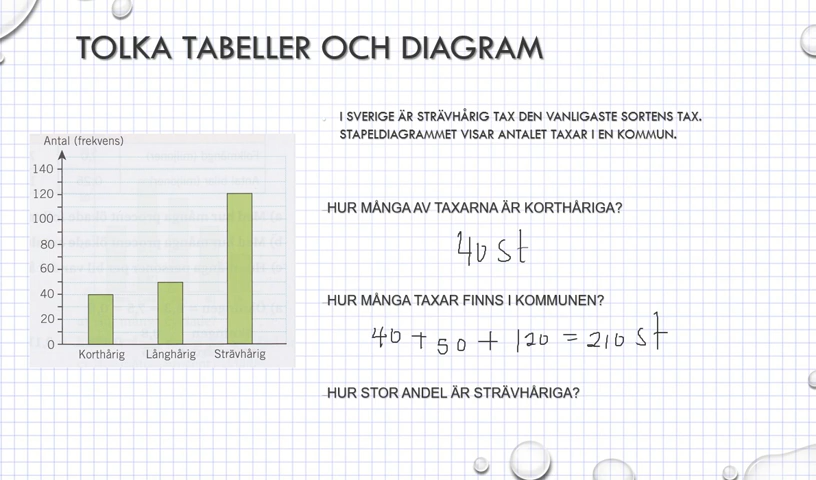 TOLKA TABELLER OCH DIAGRAM
I SVERIGE ÄR STRÄVHÅRIG TAX DEN VANLIGASTE SORTENS TAX.
STAPELDIAGRAMMET VISAR ANTALET TAXAR I EN KOMMUN.
Antal (frekvens)
140
120
100
80
60
40
20
0
Korthårig Långhårig Strävhårig
HUR MÅNGA AV TAXARNA ÄR KORTHÅRIGA?
40 st
HUR MÅNGA TAXAR FINNS I KOMMUNEN?
40 + 50 + 120 = 210 st
HUR STOR ANDEL ÄR STRÄVHÅRIGA?